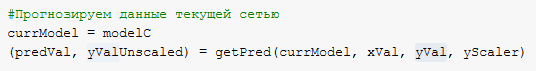 #Прогнозируем данные текущей сетью
currModel = modelC
(predVal, yValUnscaled) = getPred(currModel, xVal, yVal, yScaler)